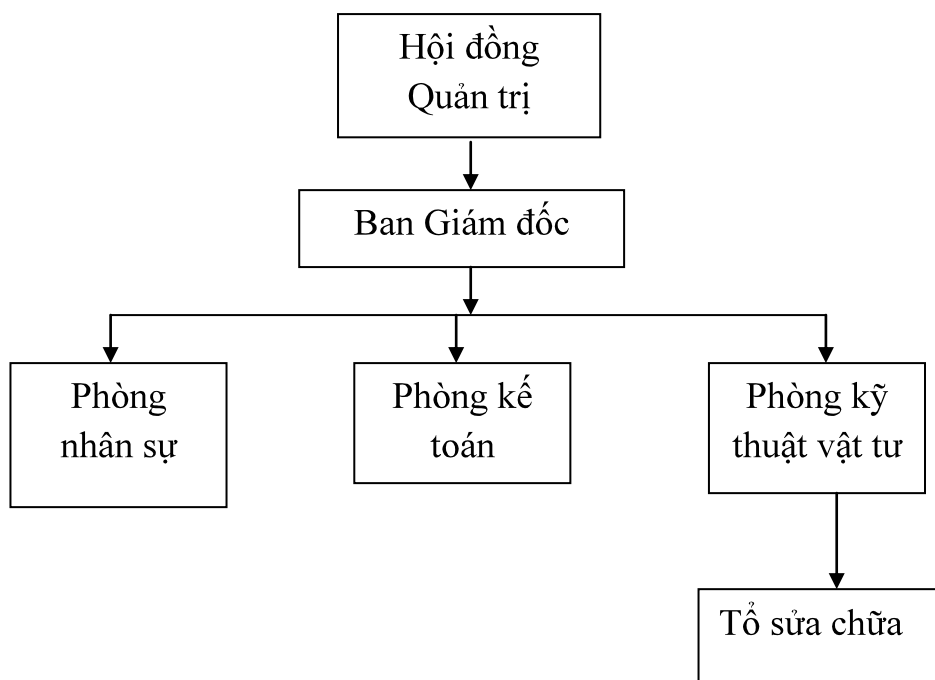 Hội đồng
Quản trị
Ban Giám đốc
Phòng
nhân sự
Phòng kế
toán
Phòng kỹ
thuật vật tư
Tổ sửa chữa